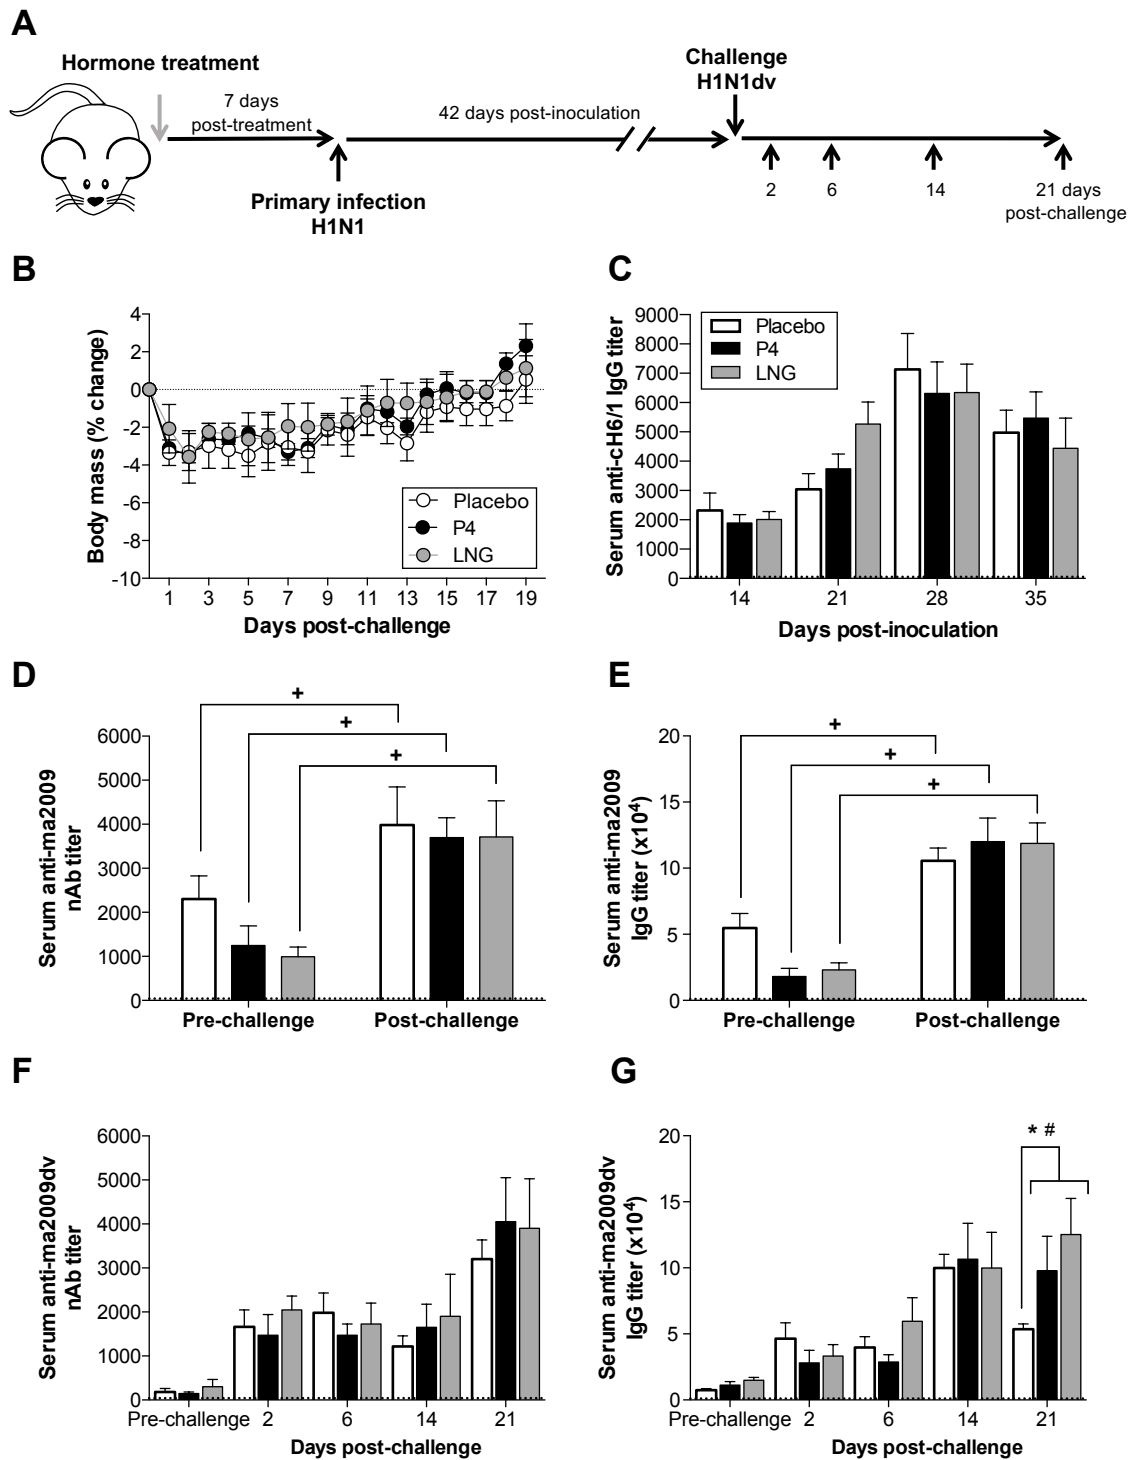 A
Hormone treatment
7 days
post-treatment
42 days post-inoculation
Challenge
H1N1dv
Primary infection
H1N1
2
6
14
21 days
post-challenge
B
Body mass (% change)
4
2
0
-2
-4
-6
-8
-10
Placebo
P4
LNG
1 3 5 7 9 11 13 15 17 19
Days post-challenge
C
Serum anti-cH6/1 IgG titer
9000
8000
7000
6000
5000
4000
3000
2000
1000
0
Placebo
P4
LNG
14 21 28 35
Days post-inoculation
D
Serum anti-ma2009
nAb titer
6000
5000
4000
3000
2000
1000
0
+
+
+
Pre-challenge Post-challenge
E
Serum anti-ma2009
IgG titer (x10⁴)
20
15
10
5
0
+
+
+
Pre-challenge Post-challenge
F
Serum anti-ma2009dv
nAb titer
6000
5000
4000
3000
2000
1000
0
Pre-challenge 2 6 14 21
Days post-challenge
G
Serum anti-ma2009dv
IgG titer (x10⁴)
20
15
10
5
0
* #
Pre-challenge 2 6 14 21
Days post-challenge